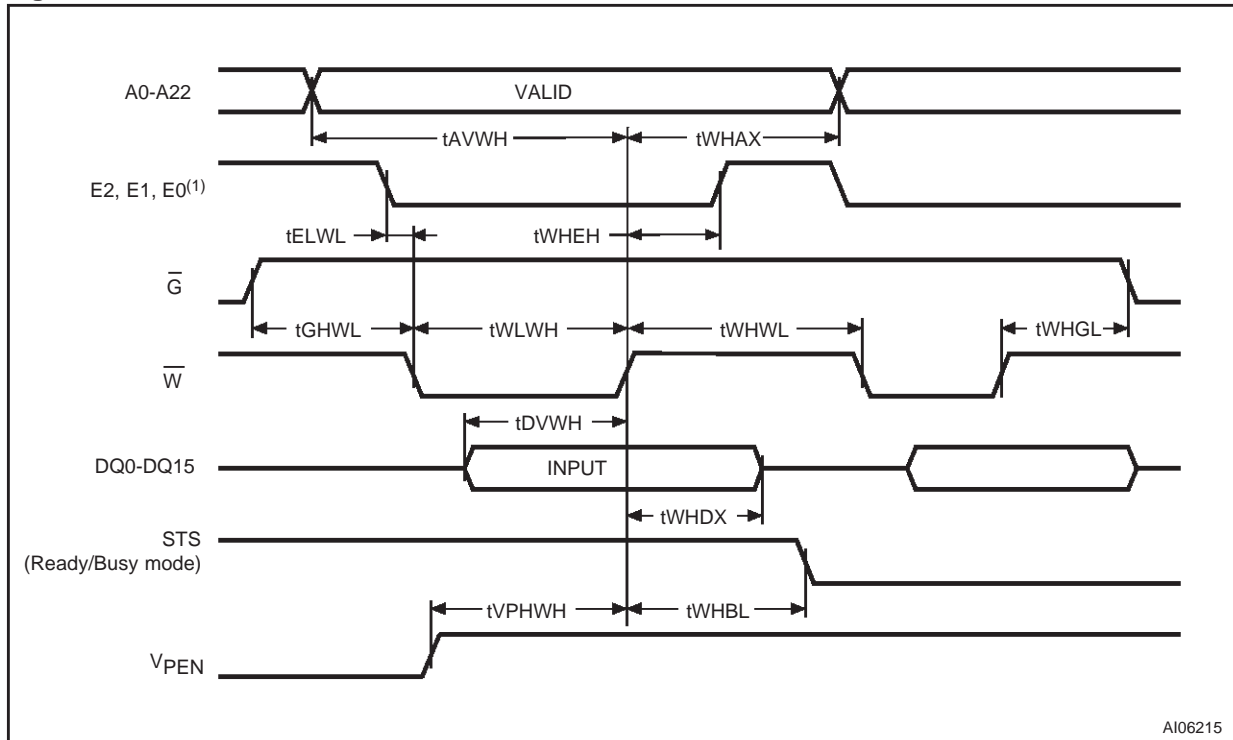 A0-A22
VALID
tAVWH
tWHAX
E2, E1, E0(1)
tELWL
tWHEH
G
tGHWL
tWLWH
tWHWL
tWHGL
W
tDVWH
DQ0-DQ15
INPUT
tWHDX
STS
(Ready/Busy mode)
tVPHWH
tWHBL
VPEN
AI06215